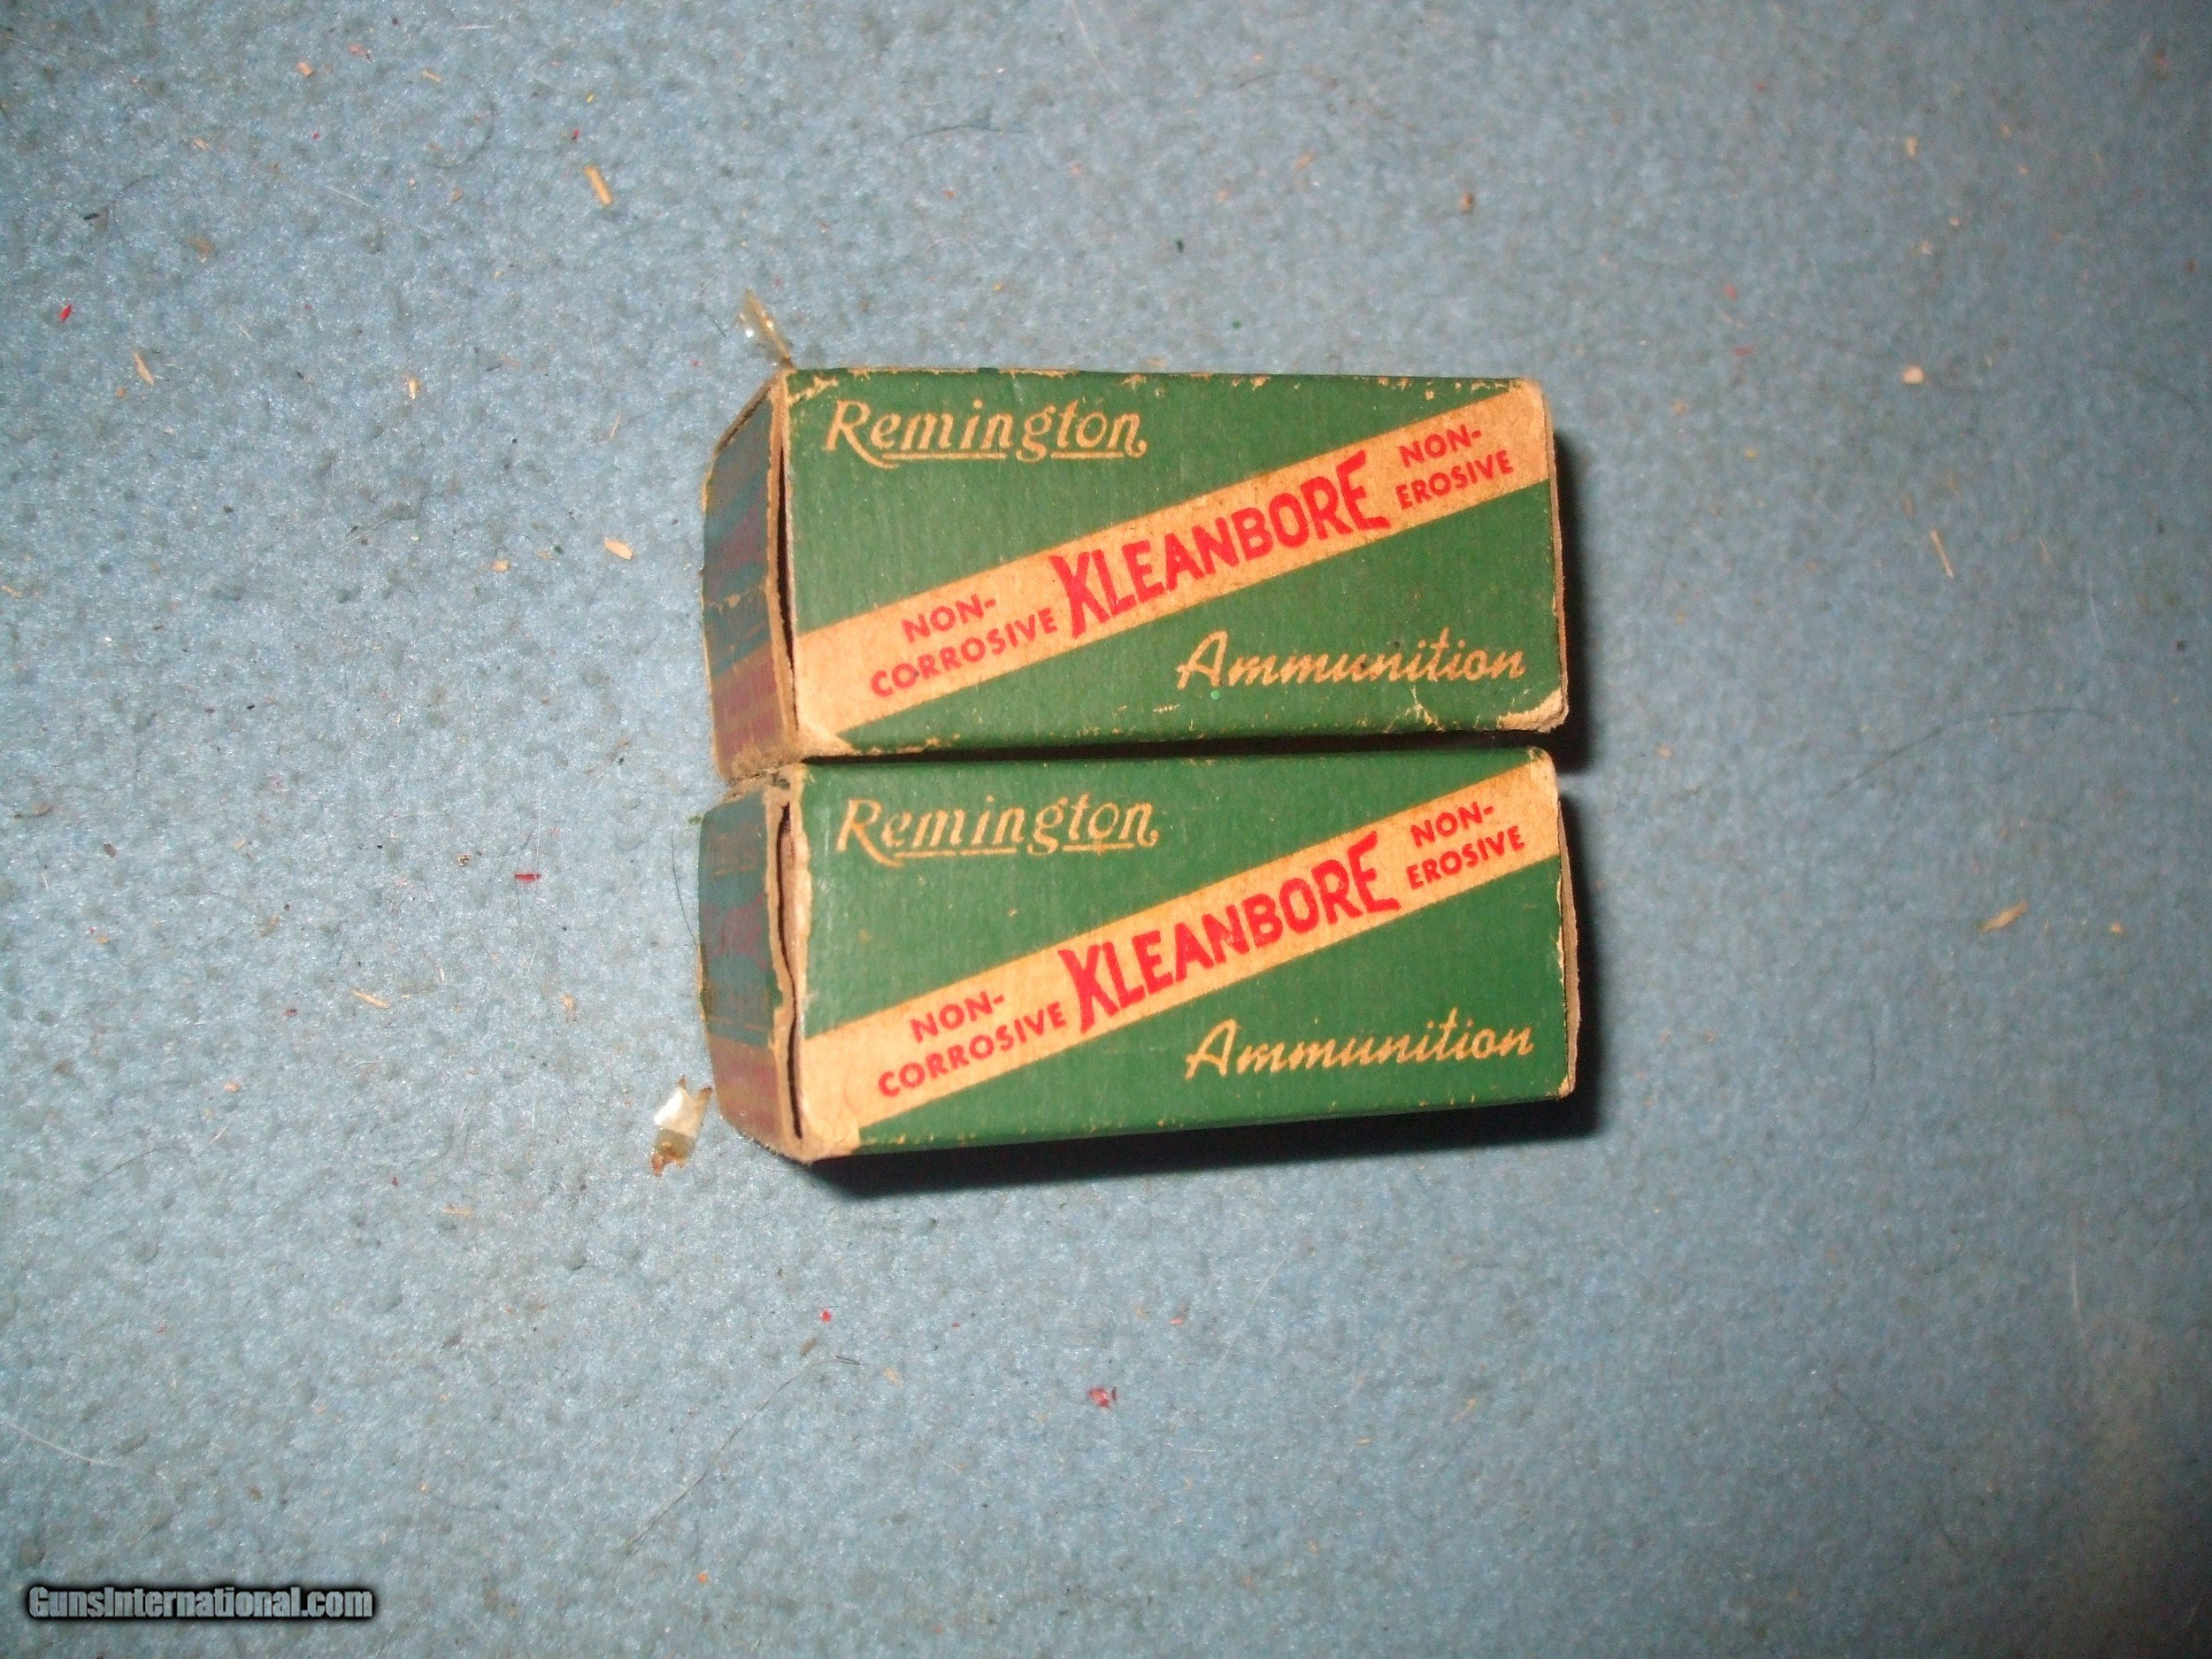 Remington
NON-
CORROSIVE KLEANBORE NON-
EROSIVE
Ammunition
Remington
NON-
CORROSIVE KLEANBORE NON-
EROSIVE
Ammunition
GunsInternational.com